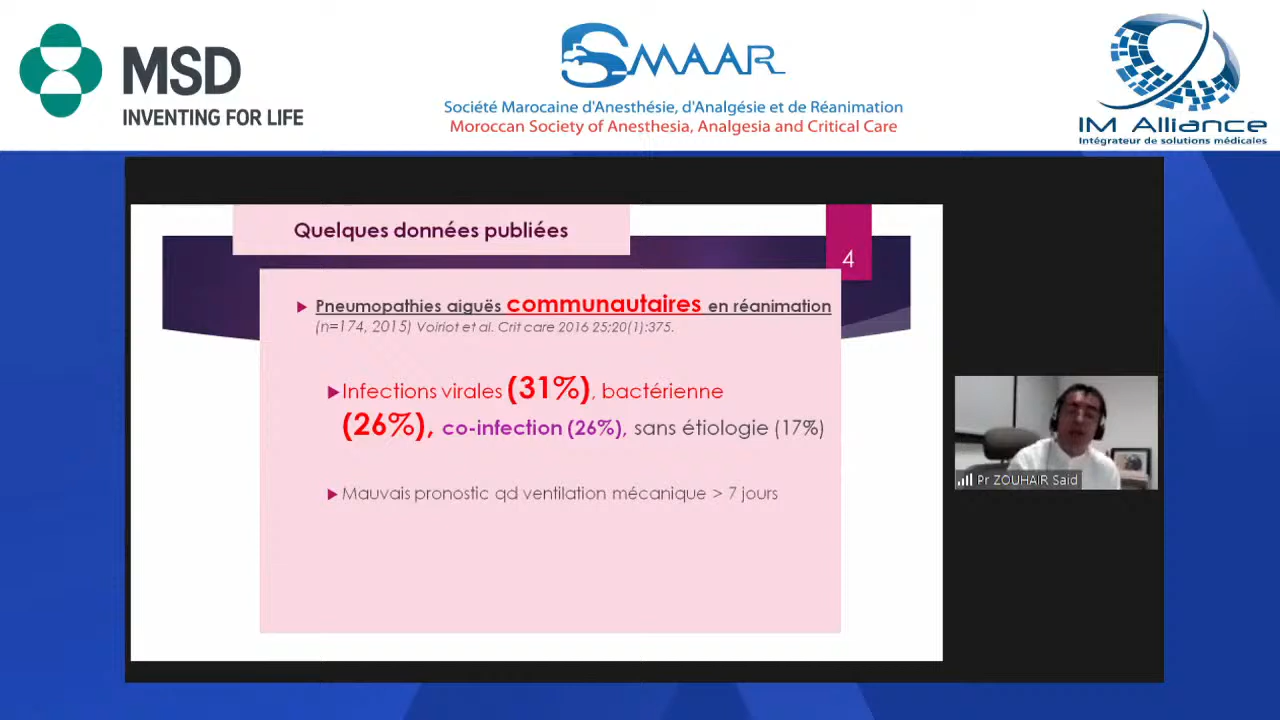 MSD
INVENTING FOR LIFE
SMAAR
Société Marocaine d'Anesthésie, d'Analgésie et de Réanimation
Moroccan Society of Anesthesia, Analgesia and Critical Care
IM Alliance
Intégrateur de solutions médicales
Quelques données publiées
4
Pneumopathies aiguës communautaires en réanimation
(n=174, 2015) Voiriot et al. Crit care 2016 25;20(1):375.
Infections virales (31%), bactérienne
(26%), co-infection (26%), sans étiologie (17%)
Mauvais pronostic qd ventilation mécanique > 7 jours
Pr ZOUHAIR Said